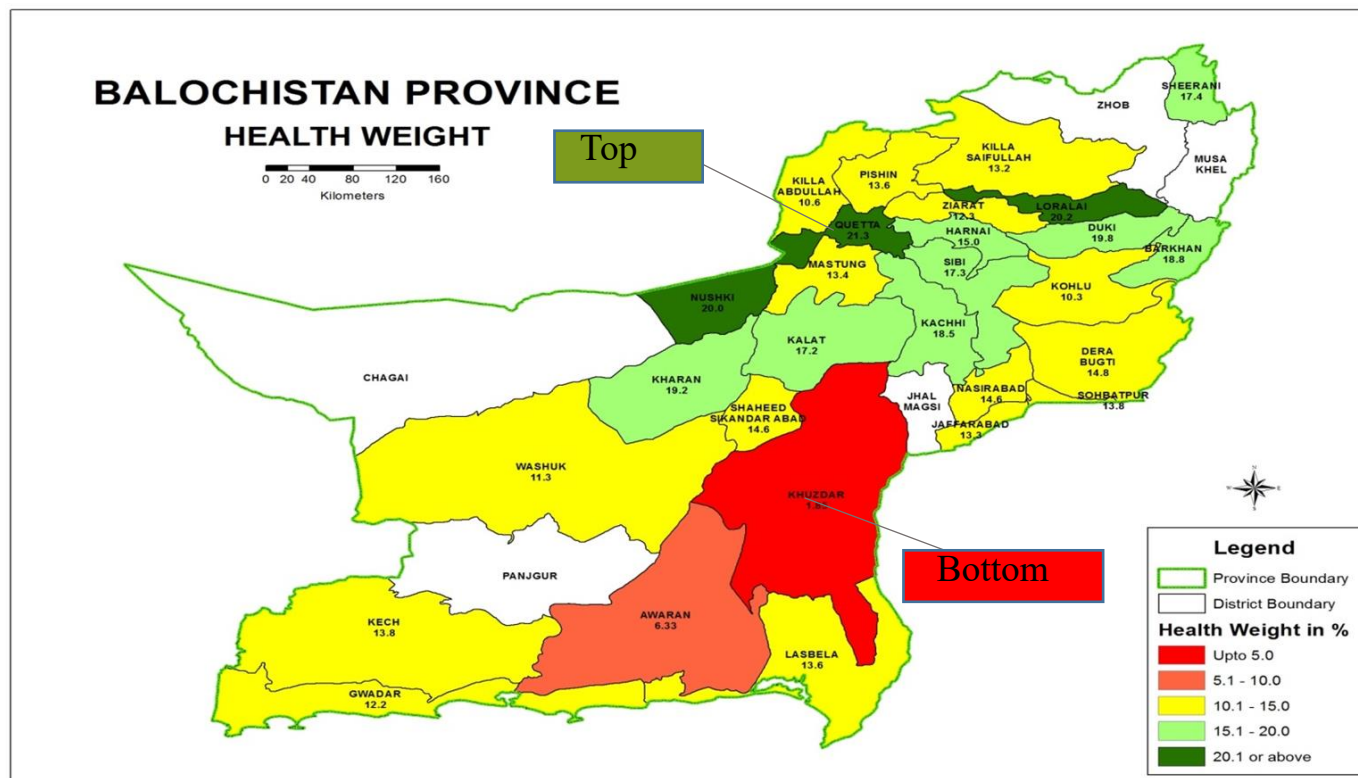 BALOCHISTAN PROVINCE
HEALTH WEIGHT
0 20 40 80 120 160
Kilometers
Top
SHEERANI
17.4
ZHOB
MUSA
KHEL
KILLA
SAIFULLAH
13.2
PISHIN
13.6
KILLA
ABDULLAH
10.6
ZIARAT
12.3
LORALAI
20.2
QUETTA
21.3
HARNAI
15.0
DUKI
19.8
BARKHAN
18.8
SIBI
17.3
MASTUNG
13.4
KOHLU
10.3
NUSHKI
20.0
KACHHI
18.5
KALAT
17.2
DERA
BUGTI
14.8
CHAGAI
KHARAN
19.2
NASIRABAD
14.6
SOHBATPUR
13.8
JHAL
MAGSI
SHAHEED
SIKANDAR ABAD
14.6
JAFFARABAD
13.3
WASHUK
11.3
KHUZDAR
Bottom
PANJGUR
KECH
13.8
AWARAN
6.33
LASBELA
13.6
GWADAR
12.2
N
W E
S
Legend
Province Boundary
District Boundary
Health Weight in %
Upto 5.0
5.1 - 10.0
10.1 - 15.0
15.1 - 20.0
20.1 or above